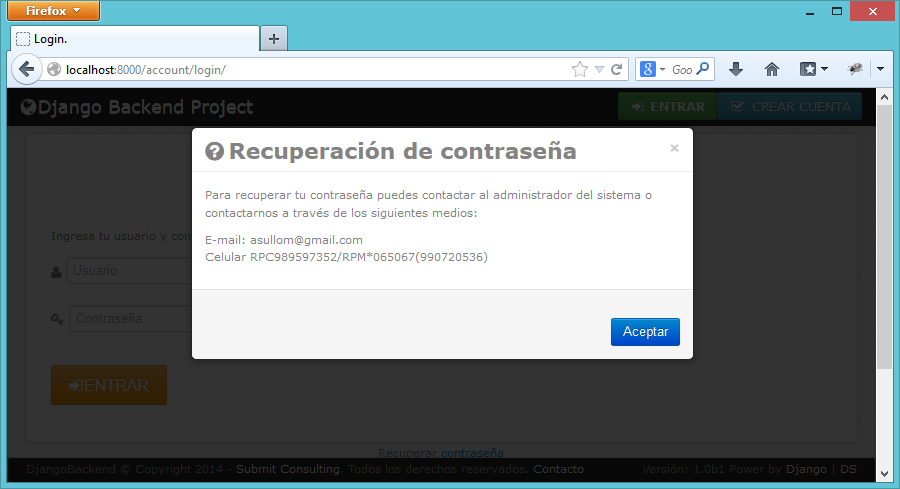 Firefox
Login.
localhost:8000/account/login/
Goo
Django Backend Project
ENTRAR
CREAR CUENTA
Recuperación de contraseña
×
Para recuperar tu contraseña puedes contactar al administrador del sistema o
contactarnos a través de los siguientes medios:
E-mail: asullom@gmail.com
Celular RPC989597352/RPM*065067(990720536)
Aceptar
Ingresa tu usuario y con
Usuario
Contraseña
ENTRAR
Recuperar contraseña
DjangoBackend © Copyright 2014 - Submit Consulting. Todos los derechos reservados. Contacto
Versión: 1.0b1 Power by Django | DS